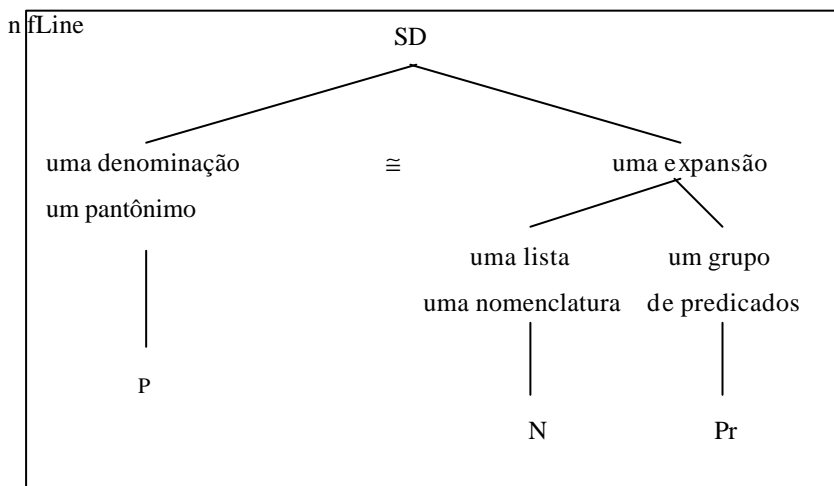 n fLine
SD
uma denominação ≅ uma expansão
um pantônimo
uma lista um grupo
uma nomenclatura de predicados
P
N Pr